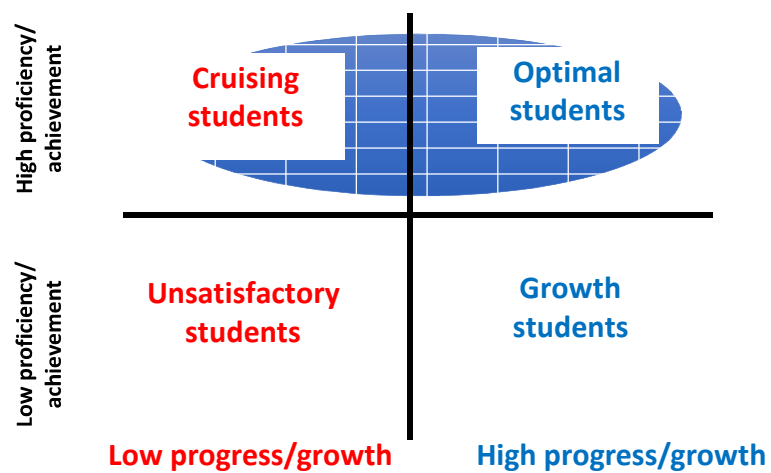 High proficiency/
achievement
Cruising
students
Optimal
students
Low proficiency/
achievement
Unsatisfactory
students
Growth
students
Low progress/growth
High progress/growth